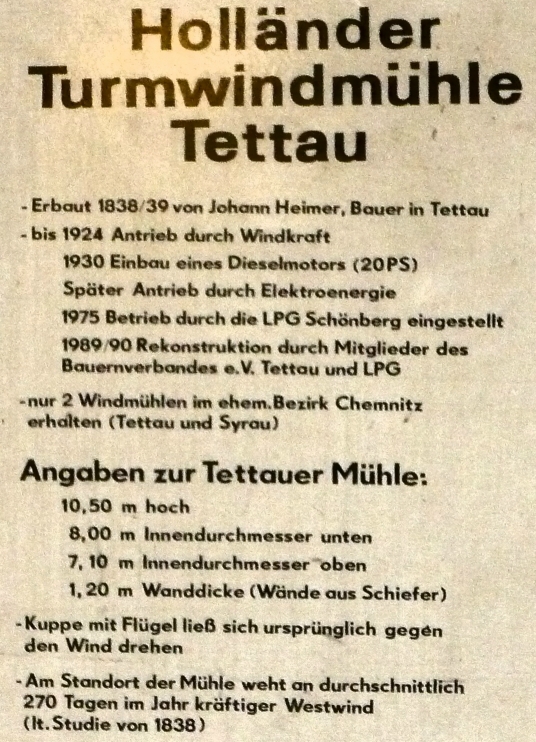 Holländer
Turmwindmühle
Tettau
- Erbaut 1838/39 von Johann Heimer, Bauer in Tettau
- bis 1924 Antrieb durch Windkraft
1930 Einbau eines Dieselmotors (20PS)
Später Antrieb durch Elektroenergie
1975 Betrieb durch die LPG Schönberg eingestellt
1989/90 Rekonstruktion durch Mitglieder des
Bauernverbandes e.V. Tettau und LPG
- nur 2 Windmühlen im ehem. Bezirk Chemnitz
erhalten (Tettau und Syrau)
Angaben zur Tettauer Mühle:
10,50 m hoch
8,00 m Innendurchmesser unten
7,10 m Innendurchmesser oben
1,20 m Wanddicke (Wände aus Schiefer)
- Kuppe mit Flügel ließ sich ursprünglich gegen
den Wind drehen
- Am Standort der Mühle weht an durchschnittlich
270 Tagen im Jahr kräftiger Westwind
(lt. Studie von 1838)